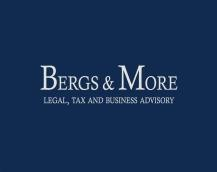 BERGS & MORE
LEGAL, TAX AND BUSINESS ADVISORY